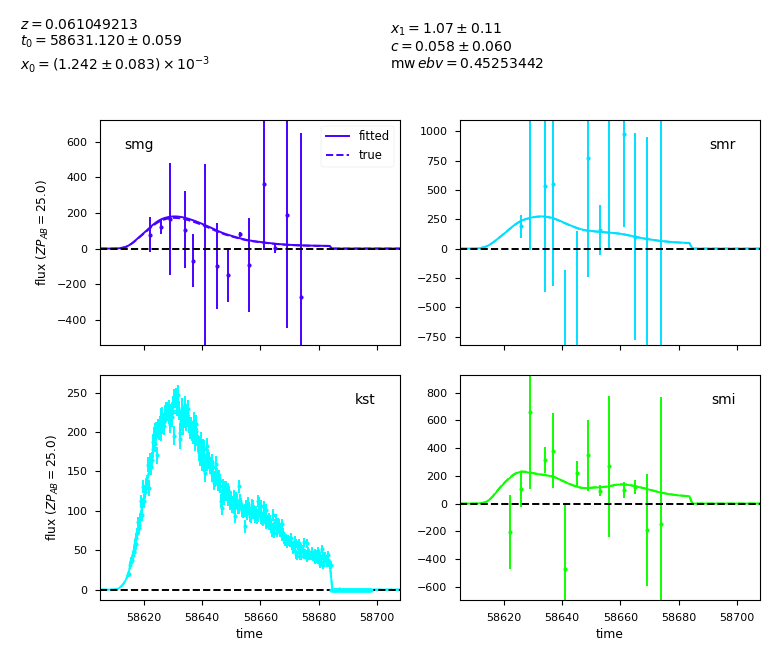 z = 0.061049213
t₀ = 58631.120 ± 0.059
x₀ = (1.242 ± 0.083) × 10⁻³
x₁ = 1.07 ± 0.11
c = 0.058 ± 0.060
mw ebv = 0.45253442
smg
fitted
true
600
400
200
0
−200
−400
flux (ZP_AB = 25.0)
smr
1000
750
500
250
0
−250
−500
−750
kst
250
200
150
100
50
0
flux (ZP_AB = 25.0)
58620 58640 58660 58680 58700
time
smi
800
600
400
200
0
−200
−400
−600
58620 58640 58660 58680 58700
time